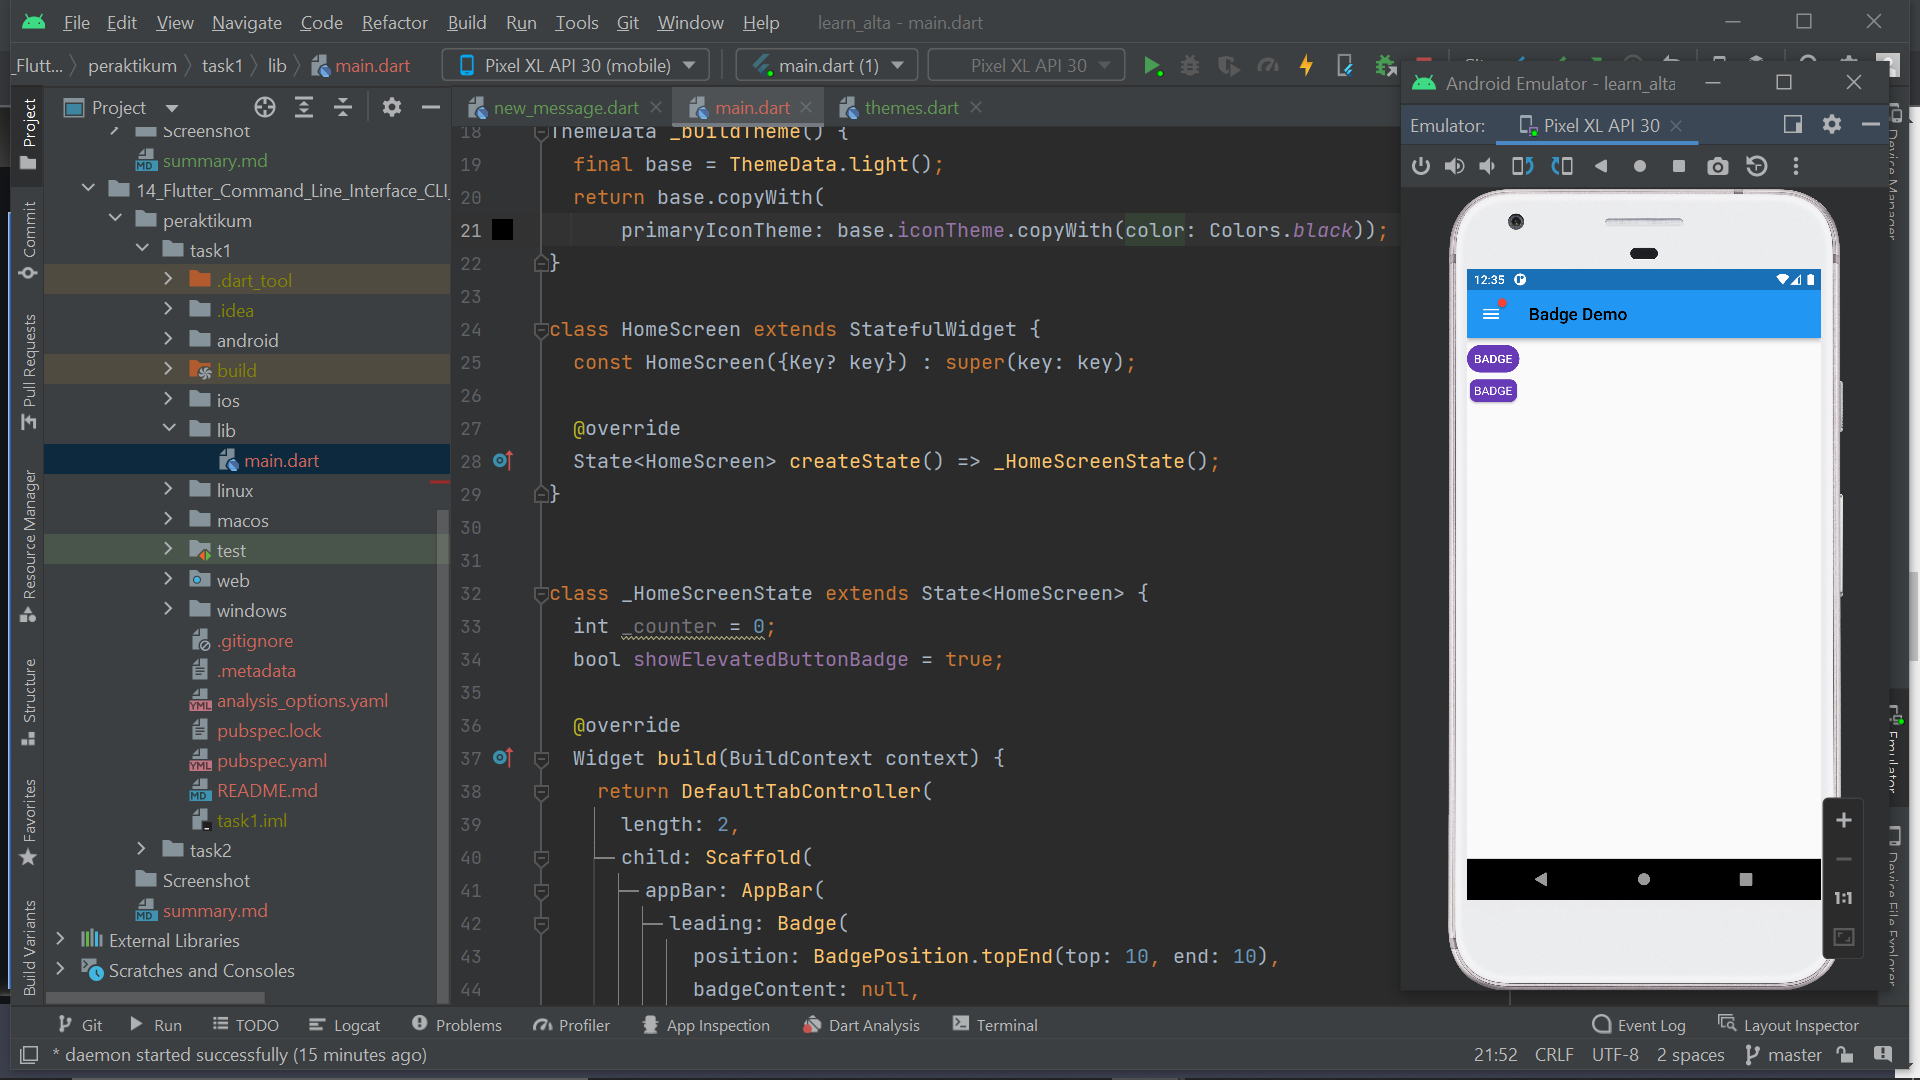 File Edit View Navigate Code Refactor Build Run Tools Git Window Help learn_alta - main.dart
_Flutt... peraktikum task1 lib main.dart Pixel XL API 30 (mobile) main.dart (1) Pixel XL API 30
Project
new_message.dart main.dart themes.dart
Project
Commit
Pull Requests
Resource Manager
Structure
Favorites
Build Variants
Screenshot
summary.md
14_Flutter_Command_Line_Interface_CLI_
peraktikum
task1
.dart_tool
.idea
android
build
ios
lib
main.dart
linux
macos
test
web
windows
.gitignore
.metadata
analysis_options.yaml
pubspec.lock
pubspec.yaml
README.md
task1.iml
task2
Screenshot
summary.md
External Libraries
Scratches and Consoles
18 ThemeData _buildTheme() {
19 final base = ThemeData.light();
20 return base.copyWith(
21 primaryIconTheme: base.iconTheme.copyWith(color: Colors.black));
22 }
23
24 class HomeScreen extends StatefulWidget {
25 const HomeScreen({Key? key}) : super(key: key);
26
27 @override
28 State<HomeScreen> createState() => _HomeScreenState();
29 }
30
31
32 class _HomeScreenState extends State<HomeScreen> {
33 int _counter = 0;
34 bool showElevatedButtonBadge = true;
35
36 @override
37 Widget build(BuildContext context) {
38 return DefaultTabController(
39 length: 2,
40 child: Scaffold(
41 appBar: AppBar(
42 leading: Badge(
43 position: BadgePosition.topEnd(top: 10, end: 10),
44 badgeContent: null,
Android Emulator - learn_alta
Emulator: Pixel XL API 30
12:35
Badge Demo
BADGE
BADGE
1:1
Device Manager
Emulator
Device File Explorer
Git Run TODO Logcat Problems Profiler App Inspection Dart Analysis Terminal Event Log Layout Inspector
* daemon started successfully (15 minutes ago) 21:52 CRLF UTF-8 2 spaces master